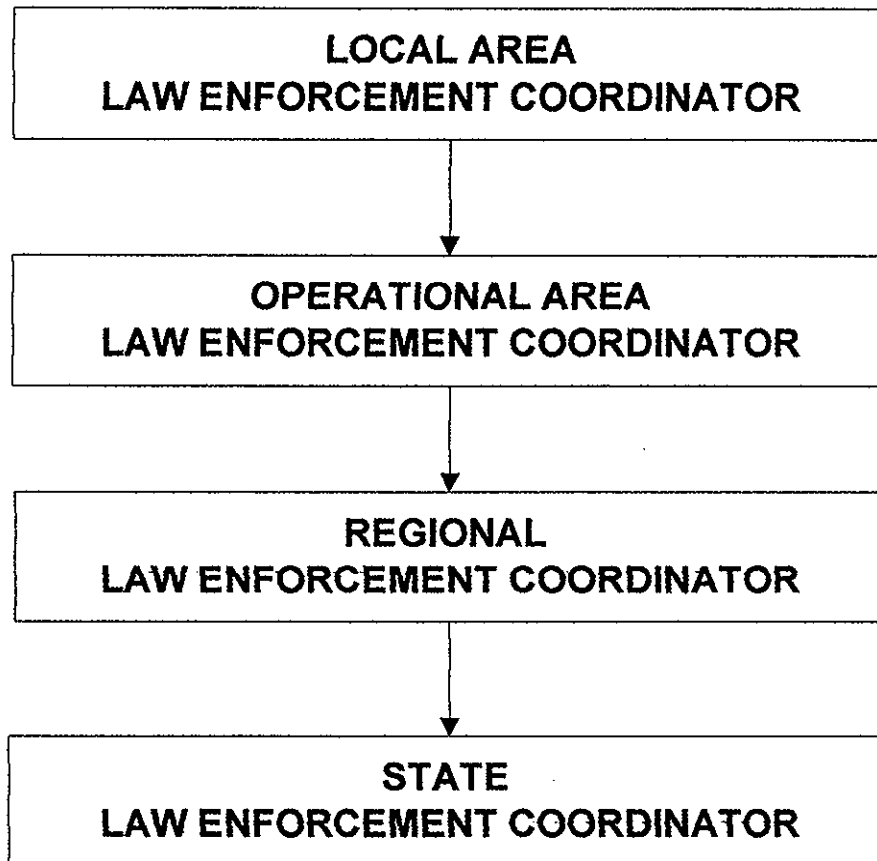 LOCAL AREA
LAW ENFORCEMENT COORDINATOR
OPERATIONAL AREA
LAW ENFORCEMENT COORDINATOR
REGIONAL
LAW ENFORCEMENT COORDINATOR
STATE
LAW ENFORCEMENT COORDINATOR